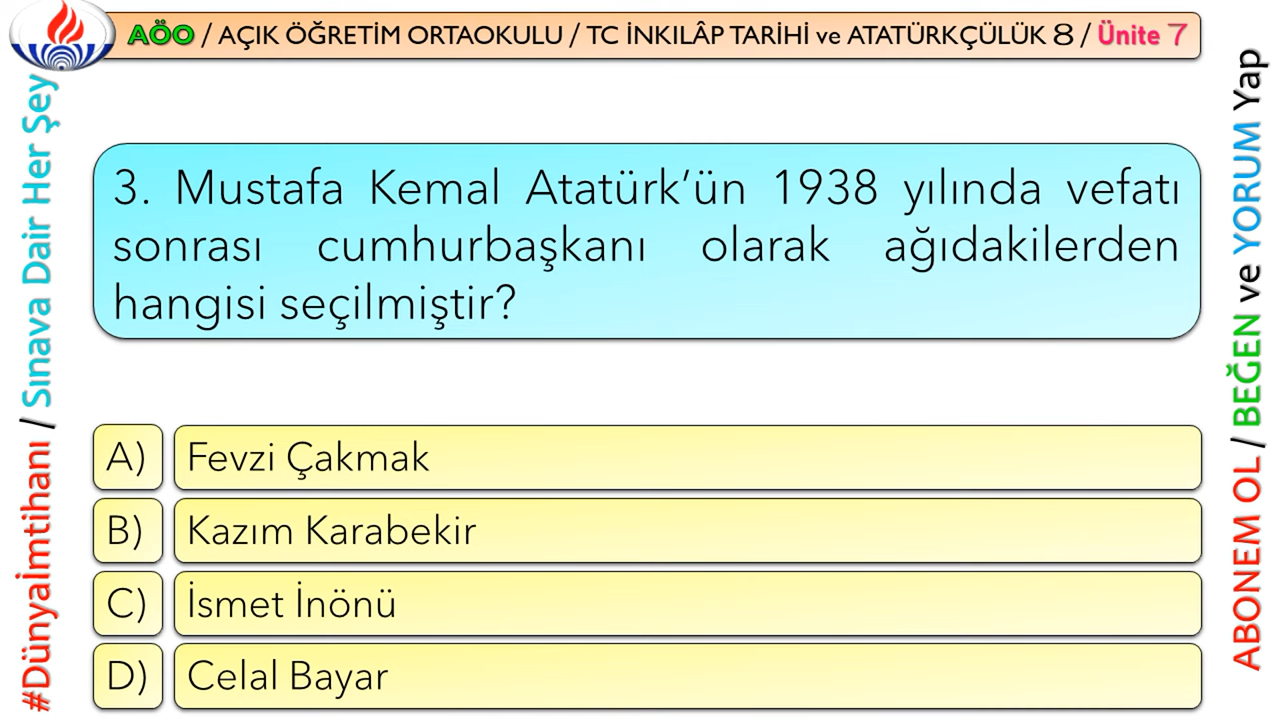 AÖO / AÇIK ÖĞRETİM ORTAOKULU / TC İNKILÂP TARİHİ ve ATATÜRKÇÜLÜK 8 / Ünite 7
#Dünyaİmtihanı / Sınava Dair Her Şey
3. Mustafa Kemal Atatürk’ün 1938 yılında vefatı
sonrası cumhurbaşkanı olarak ağıdakilerden
hangisi seçilmiştir?
A) Fevzi Çakmak
B) Kazım Karabekir
C) İsmet İnönü
D) Celal Bayar
ABONEM OL / BEĞEN ve YORUM Yap